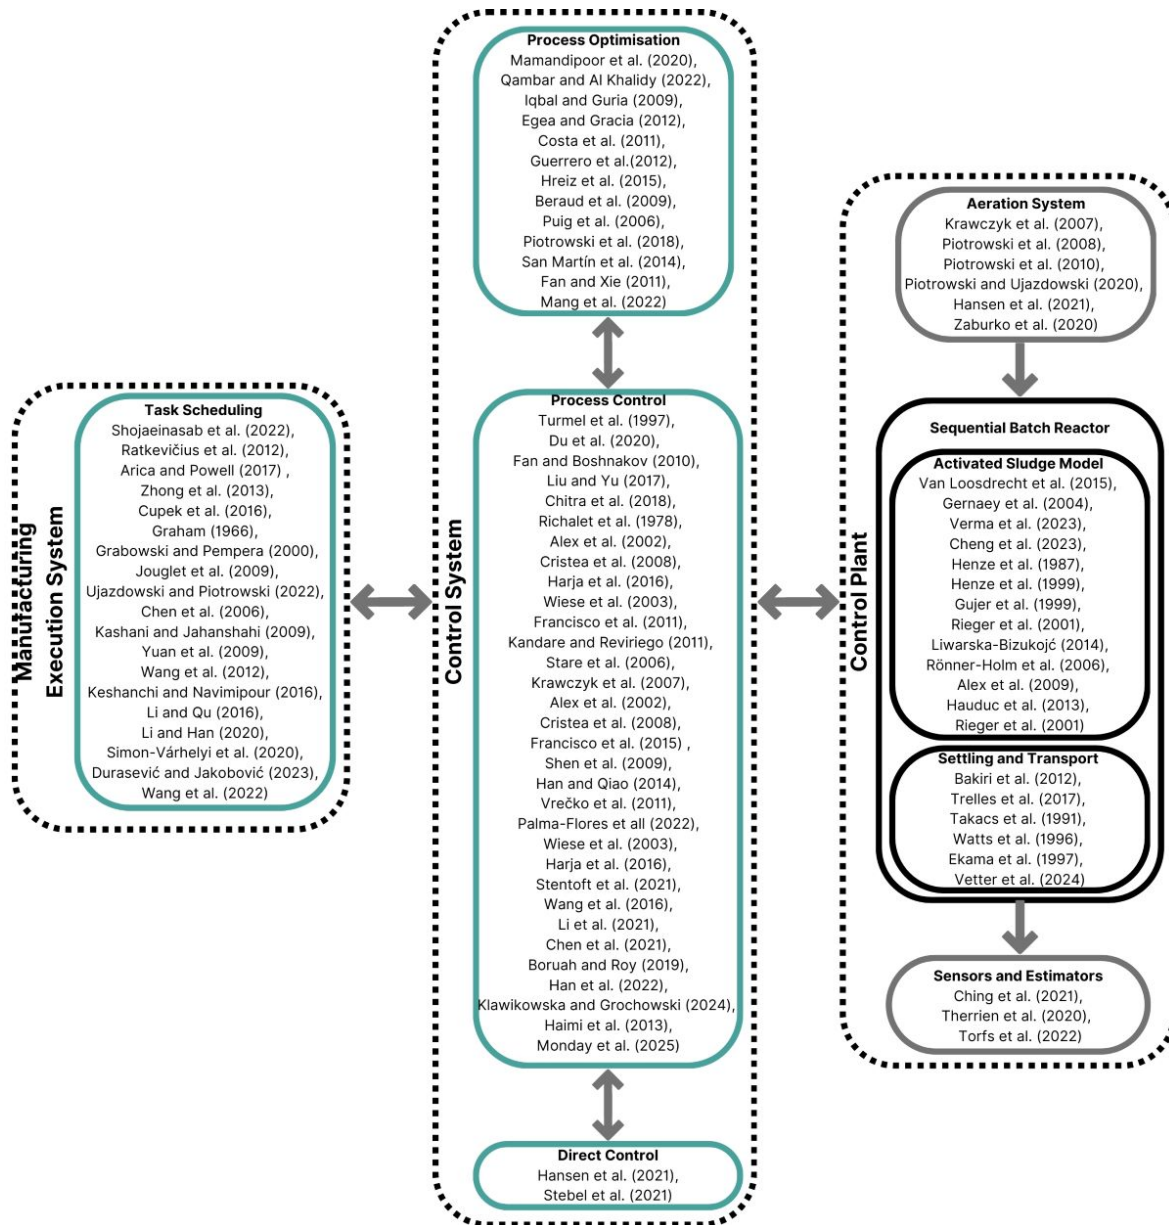 Manufacturing
Execution System
Task Scheduling
Shojaeinasab et al. (2022),
Ratkevičius et al. (2012),
Arica and Powell (2017) ,
Zhong et al. (2013),
Cupek et al. (2016),
Graham (1966),
Grabowski and Pempera (2000),
Jouglet et al. (2009),
Ujazdowski and Piotrowski (2022),
Chen et al. (2006),
Kashani and Jahanshahi (2009),
Yuan et al. (2009),
Wang et al. (2012),
Keshanchi and Navimipour (2016),
Li and Qu (2016),
Li and Han (2020),
Simon-Várhelyi et al. (2020),
Durasević and Jakobović (2023),
Wang et al. (2022)
Control System
Process Optimisation
Mamandipoor et al. (2020),
Qambar and Al Khalidy (2022),
Iqbal and Guria (2009),
Egea and Gracia (2012),
Costa et al. (2011),
Guerrero et al.(2012),
Hreiz et al. (2015),
Beraud et al. (2009),
Puig et al. (2006),
Piotrowski et al. (2018),
San Martín et al. (2014),
Fan and Xie (2011),
Mang et al. (2022)
Process Control
Turmel et al. (1997),
Du et al. (2020),
Fan and Boshnakov (2010),
Liu and Yu (2017),
Chitra et al. (2018),
Richalet et al. (1978),
Alex et al. (2002),
Cristea et al. (2008),
Harja et al. (2016),
Wiese et al. (2003),
Francisco et al. (2011),
Kandare and Reviriego (2011),
Stare et al. (2006),
Krawczyk et al. (2007),
Alex et al. (2002),
Cristea et al. (2008),
Francisco et al. (2015) ,
Shen et al. (2009),
Han and Qiao (2014),
Vrečko et al. (2011),
Palma-Flores et all (2022),
Wiese et al. (2003),
Harja et al. (2016),
Stentoft et al. (2021),
Wang et al. (2016),
Li et al. (2021),
Chen et al. (2021),
Boruah and Roy (2019),
Han et al. (2022),
Klawikowska and Grochowski (2024),
Haimi et al. (2013),
Monday et al. (2025)
Direct Control
Hansen et al. (2021),
Stebel et al. (2021)
Control Plant
Aeration System
Krawczyk et al. (2007),
Piotrowski et al. (2008),
Piotrowski et al. (2010),
Piotrowski and Ujazdowski (2020),
Hansen et al. (2021),
Zaburko et al. (2020)
Sequential Batch Reactor
Activated Sludge Model
Van Loosdrecht et al. (2015),
Gernaey et al. (2004),
Verma et al. (2023),
Cheng et al. (2023),
Henze et al. (1987),
Henze et al. (1999),
Gujer et al. (1999),
Rieger et al. (2001),
Liwarska-Bizukojć (2014),
Rönner-Holm et al. (2006),
Alex et al. (2009),
Hauduc et al. (2013),
Rieger et al. (2001)
Settling and Transport
Bakiri et al. (2012),
Trelles et al. (2017),
Takacs et al. (1991),
Watts et al. (1996),
Ekama et al. (1997),
Vetter et al. (2024)
Sensors and Estimators
Ching et al. (2021),
Therrien et al. (2020),
Torfs et al. (2022)